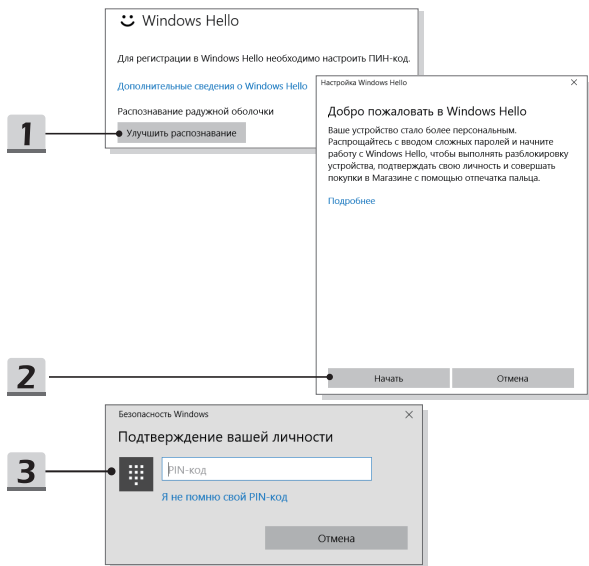 Windows Hello
Для регистрации в Windows Hello необходимо настроить ПИН-код.
Дополнительные сведения о Windows Hello
Распознавание радужной оболочки
1
Улучшить распознавание
Настройка Windows Hello
Добро пожаловать в Windows Hello
Ваше устройство стало более персональным.
Распрощайтесь с вводом сложных паролей и начните
работу с Windows Hello, чтобы выполнять разблокировку
устройства, подтверждать свою личность и совершать
покупки в Магазине с помощью отпечатка пальца.
Подробнее
2
Начать
Отмена
Безопасность Windows
Подтверждение вашей личности
3
PIN-код
Я не помню свой PIN-код
Отмена